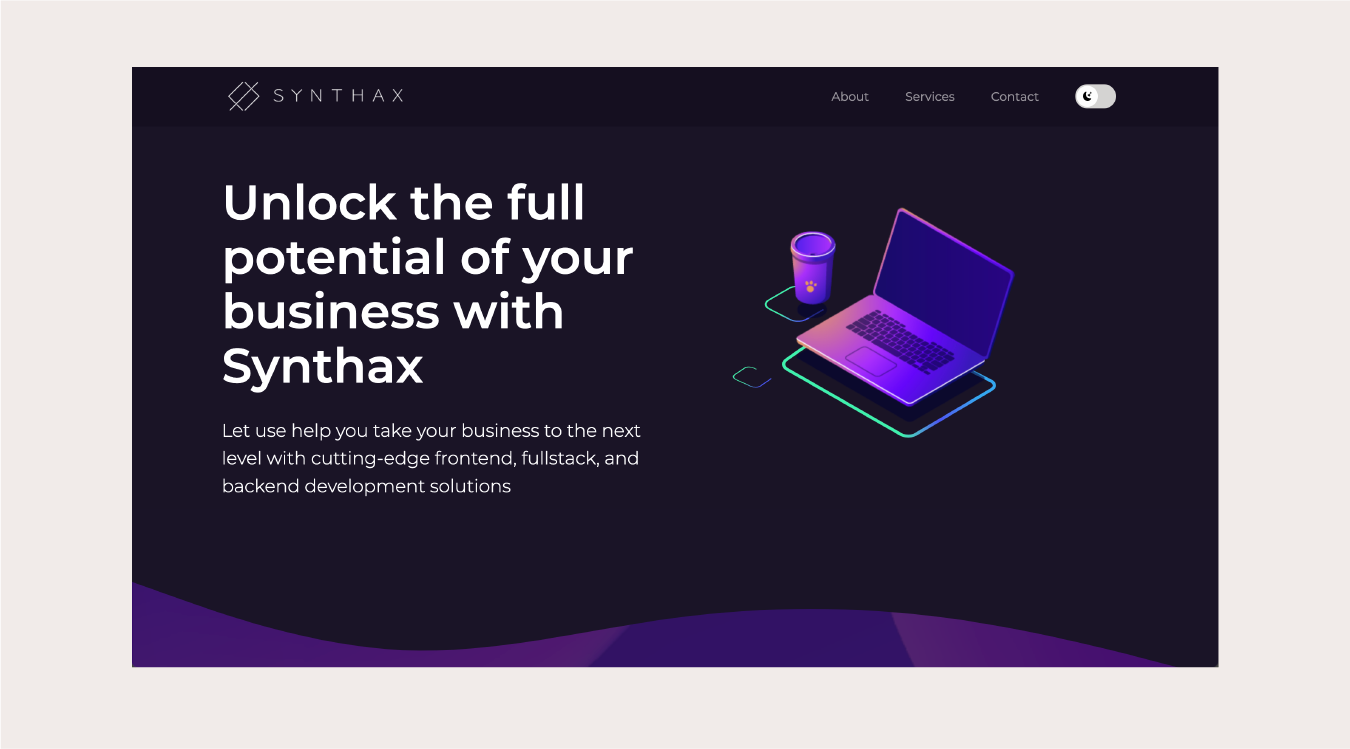 SYNTHAX
About
Services
Contact
Unlock the full
potential of your
business with
Synthax
Let use help you take your business to the next
level with cutting-edge frontend, fullstack, and
backend development solutions